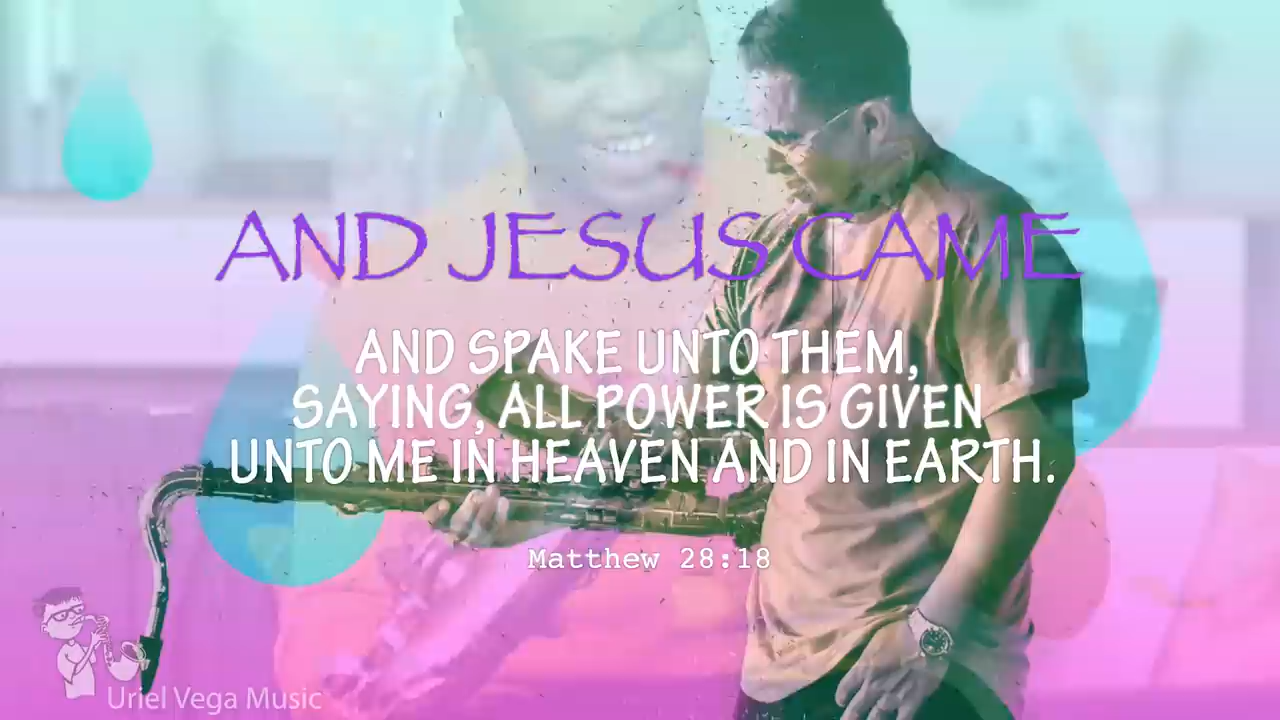 AND JESUS CAME
AND SPAKE UNTO THEM,
SAYING, ALL POWER IS GIVEN
UNTO ME IN HEAVEN AND IN EARTH.
Matthew 28:18
Uriel Vega Music